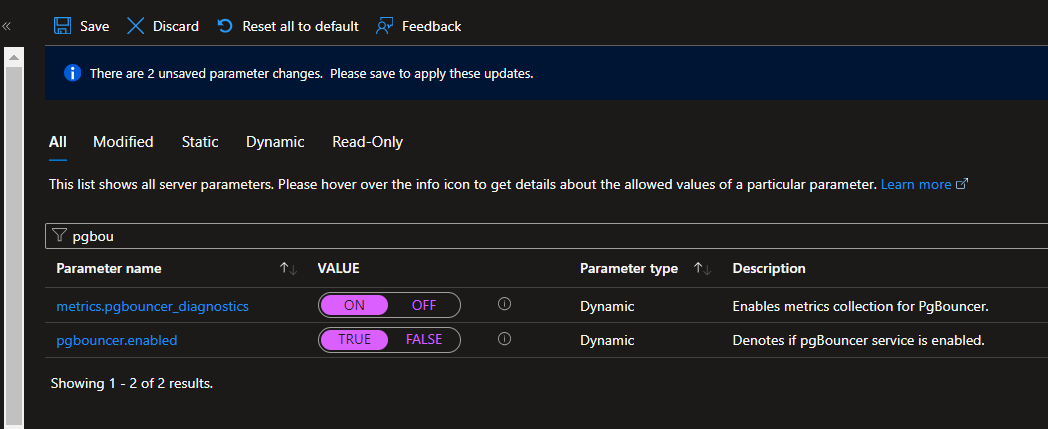 Save Discard Reset all to default Feedback
There are 2 unsaved parameter changes. Please save to apply these updates.
All Modified Static Dynamic Read-Only
This list shows all server parameters. Please hover over the info icon to get details about the allowed values of a particular parameter. Learn more
pgbou
Parameter name VALUE Parameter type Description
metrics.pgbouncer_diagnostics ON OFF Dynamic Enables metrics collection for PgBouncer.
pgbouncer.enabled TRUE FALSE Dynamic Denotes if pgBouncer service is enabled.
Showing 1 - 2 of 2 results.